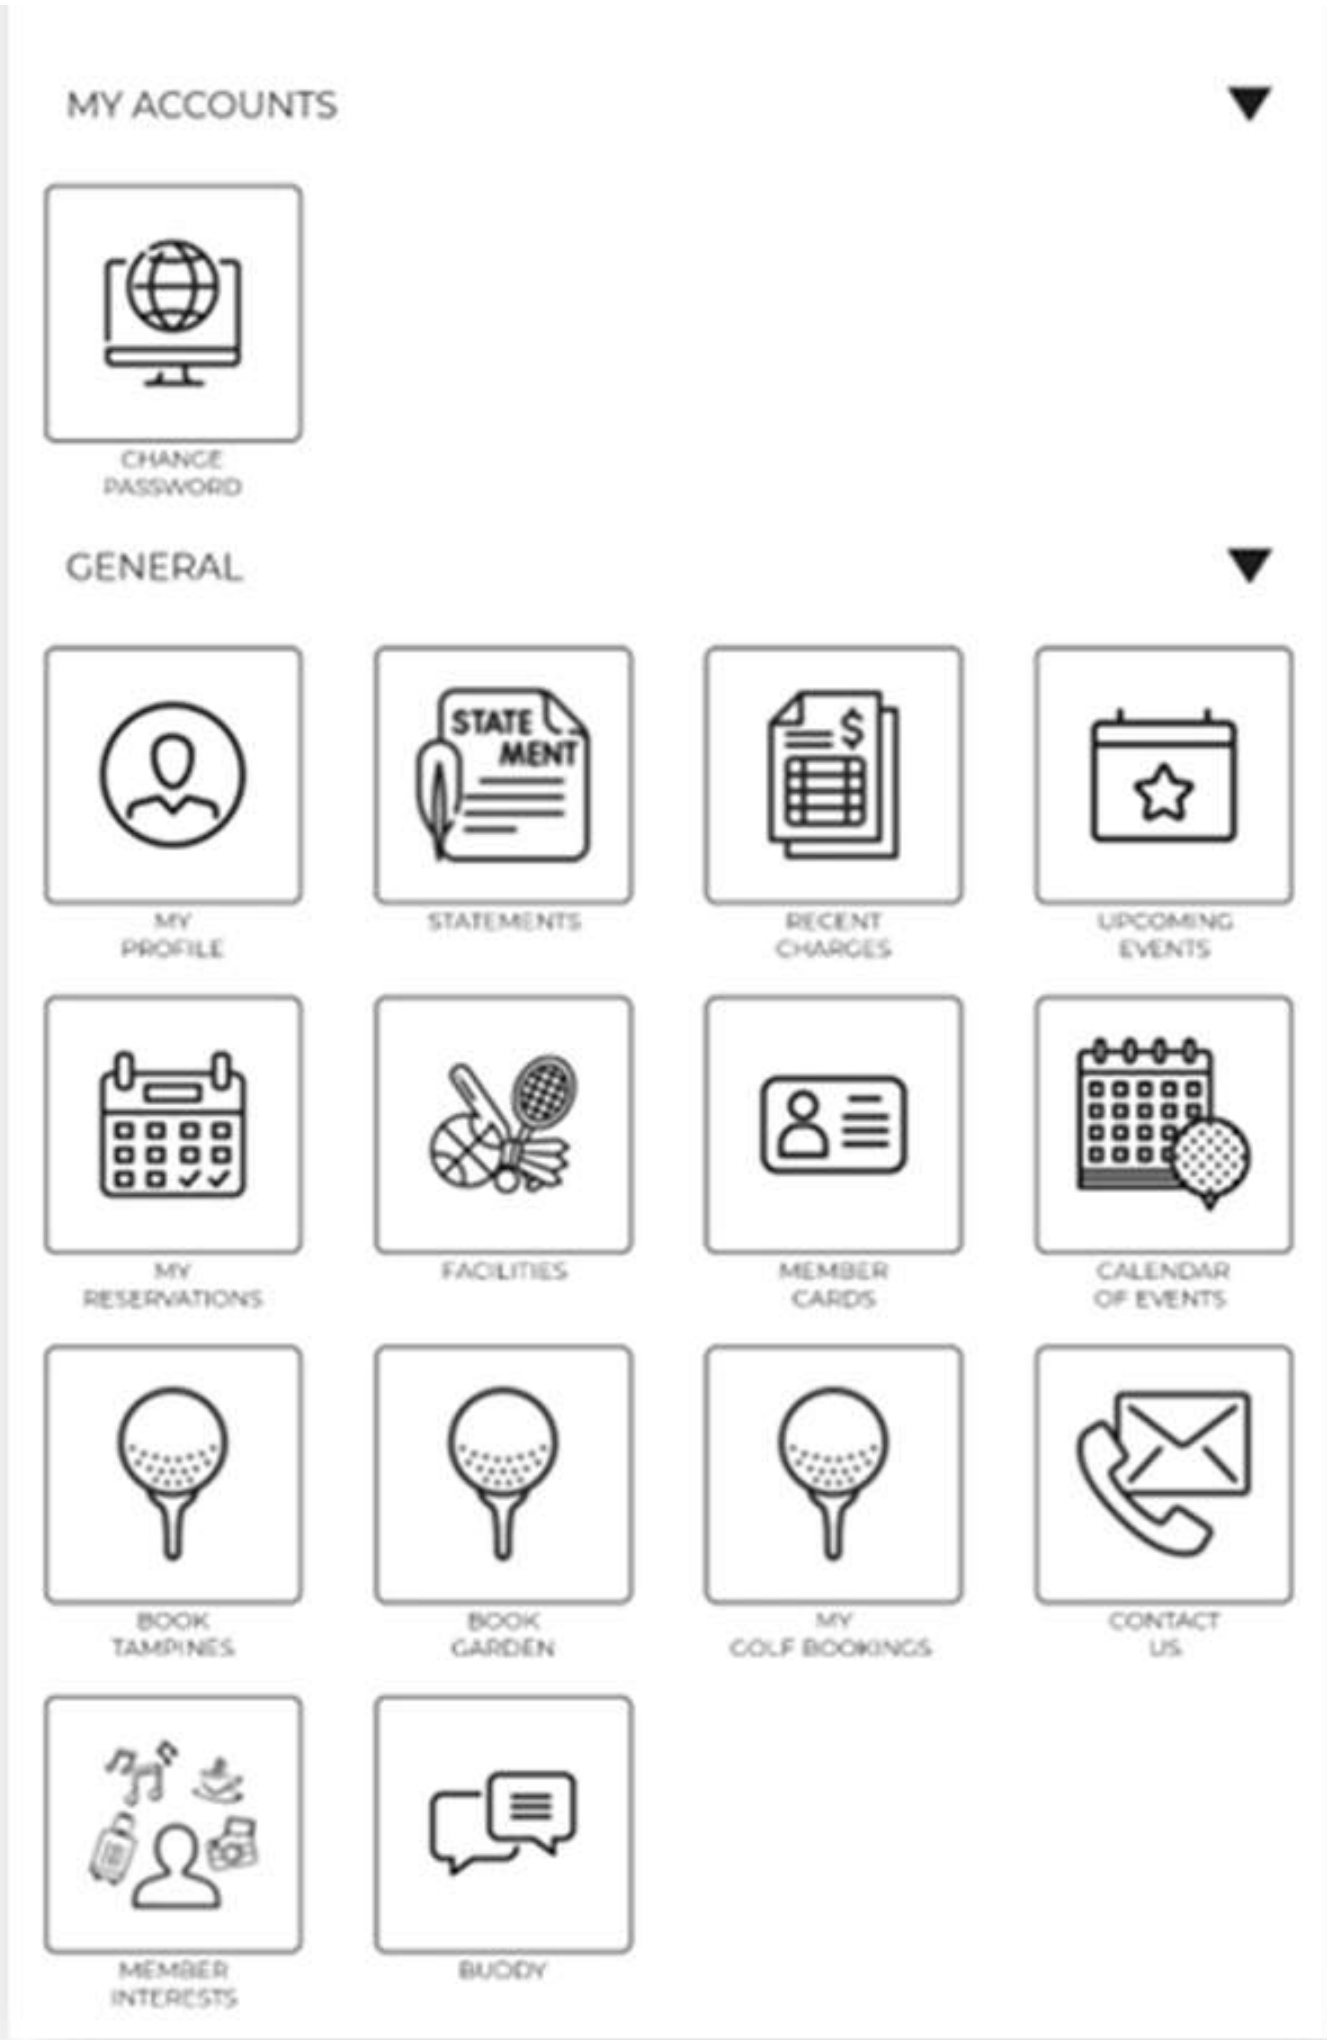 MY ACCOUNTS
CHANGE
PASSWORD
GENERAL
STATE
MENT
$
MY
PROFILE
STATEMENTS
RECENT
CHARGES
UPCOMING
EVENTS
MY
RESERVATIONS
FACILITIES
MEMBER
CARDS
CALENDAR
OF EVENTS
BOOK
TAMPINES
BOOK
GARDEN
MY
GOLF BOOKINGS
CONTACT
US
MEMBER
INTERESTS
BUDDY